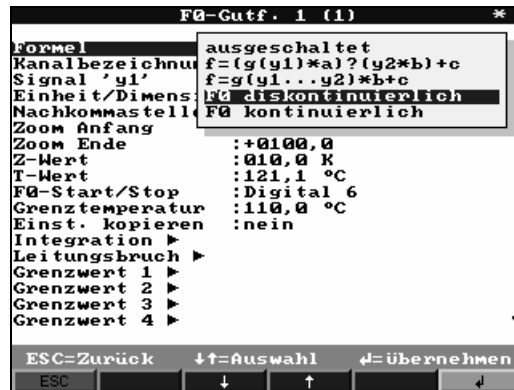 F0-Gutf. 1 (1) *
Formel
ausgeschaltet
f=(g(y1)*a)?(y2*b)+c
f=g(y1...y2)*b+c
F0 diskontinuierlich
F0 kontinuierlich
Kanalbezeichnu
Signal 'y1'
Einheit/Dimens
Nachkommastell
Zoom Anfang
Zoom Ende :+0100,0
Z-Wert :010,0 K
T-Wert :121,1 °C
F0-Start/Stop :Digital 6
Grenztemperatur :110,0 °C
Einst. kopieren :nein
Integration ►
Leitungsbruch ►
Grenzwert 1 ►
Grenzwert 2 ►
Grenzwert 3 ►
Grenzwert 4 ►
ESC=Zurück ↓↑=Auswahl ↵=übernehmen
ESC ↓ ↑ ↵